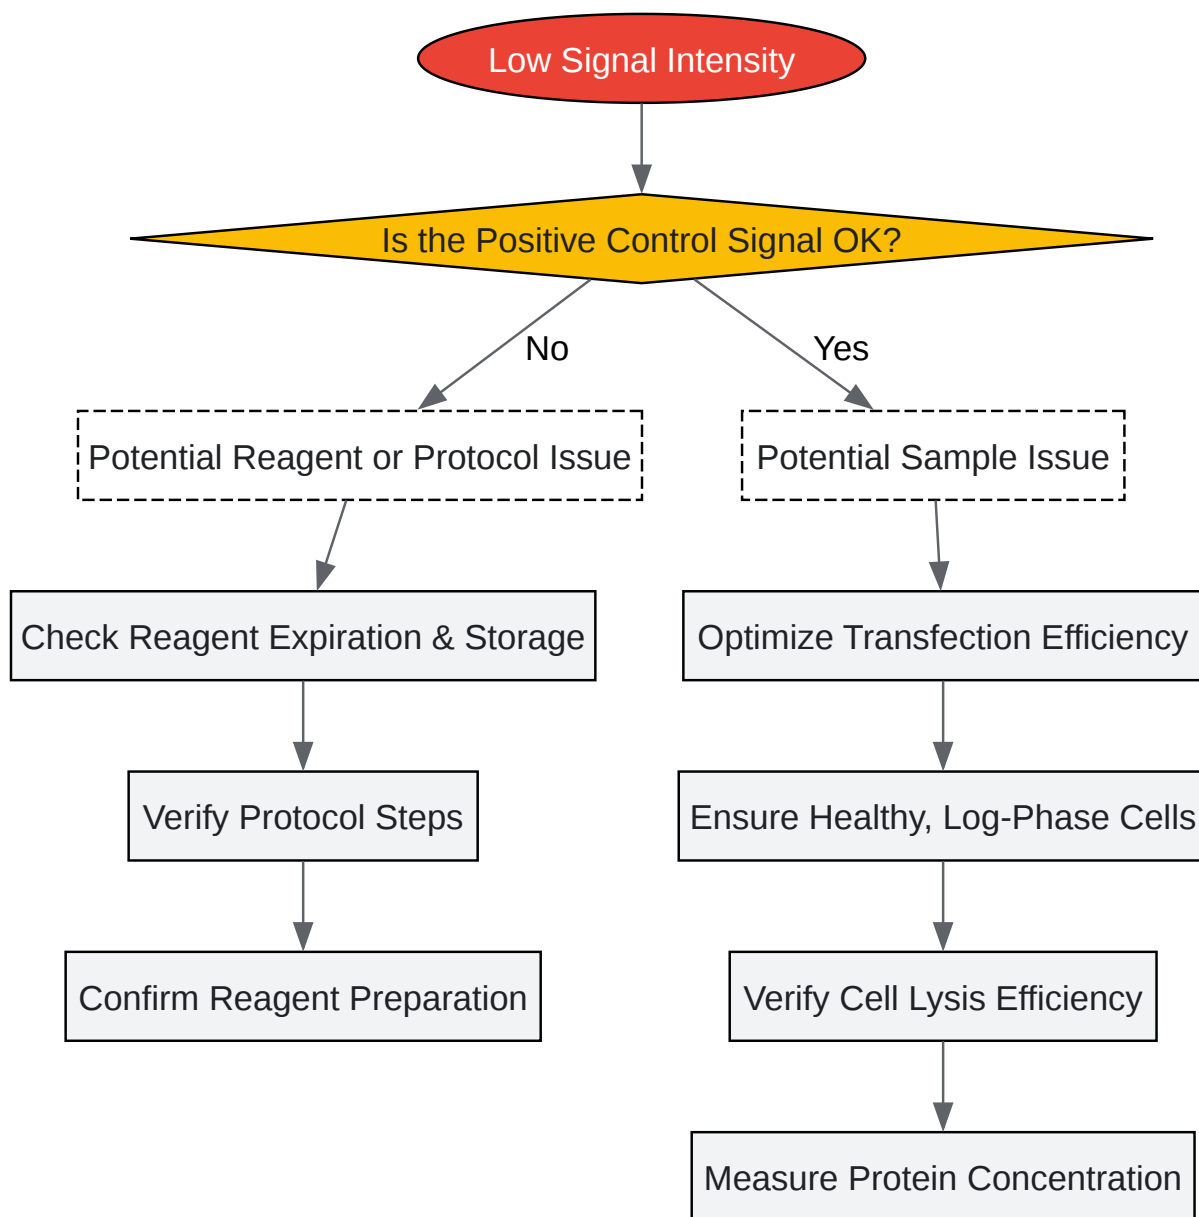 Low Signal Intensity
Is the Positive Control Signal OK?
No
Yes
Potential Reagent or Protocol Issue
Potential Sample Issue
Check Reagent Expiration & Storage
Optimize Transfection Efficiency
Verify Protocol Steps
Ensure Healthy, Log-Phase Cells
Confirm Reagent Preparation
Verify Cell Lysis Efficiency
Measure Protein Concentration